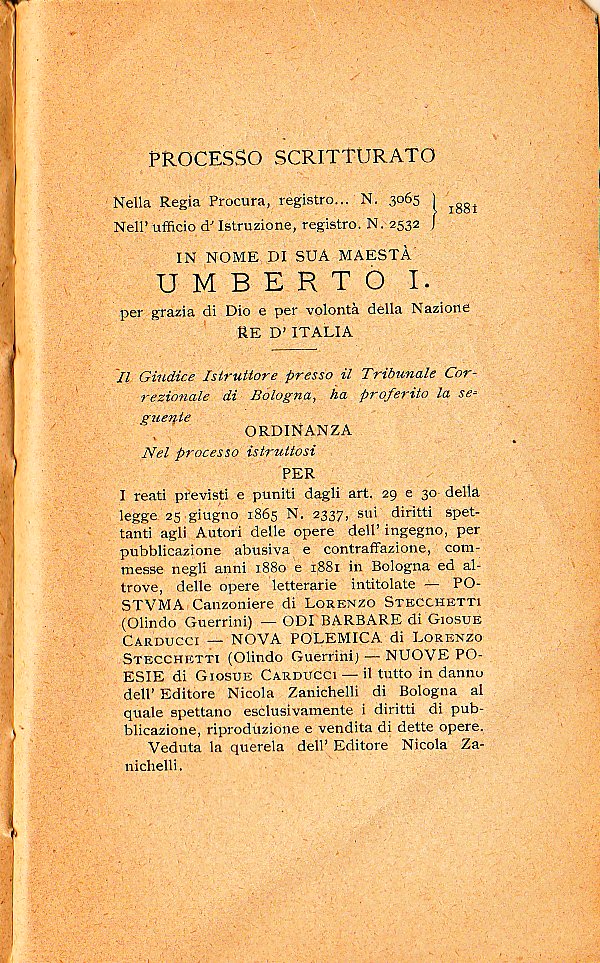 PROCESSO SCRITTURATO
Nella Regia Procura, registro... N. 3065
Nell' ufficio d' Istruzione, registro. N. 2532 } 1881
IN NOME DI SUA MAESTÀ
UMBERTO I.
per grazia di Dio e per volontà della Nazione
RE D' ITALIA
Il Giudice Istruttore presso il Tribunale Cor-
rezionale di Bologna, ha proferito la se-
guente
ORDINANZA
Nel processo istruttosi
PER
I reati previsti e puniti dagli art. 29 e 30 della
legge 25 giugno 1865 N. 2337, sui diritti spet-
tanti agli Autori delle opere dell' ingegno, per
pubblicazione abusiva e contraffazione, com-
messe negli anni 1880 e 1881 in Bologna ed al-
trove, delle opere letterarie intitolate — PO-
STVMA Canzoniere di LORENZO STECCHETTI
(Olindo Guerrini) — ODI BARBARE di GIOSUE
CARDUCCI — NOVA POLEMICA di LORENZO
STECCHETTI (Olindo Guerrini) — NUOVE PO-
ESIE di GIOSUE CARDUCCI — il tutto in danno
dell' Editore Nicola Zanichelli di Bologna al
quale spettano esclusivamente i diritti di pub-
blicazione, riproduzione e vendita di dette opere.
Veduta la querela dell' Editore Nicola Za-
nichelli.